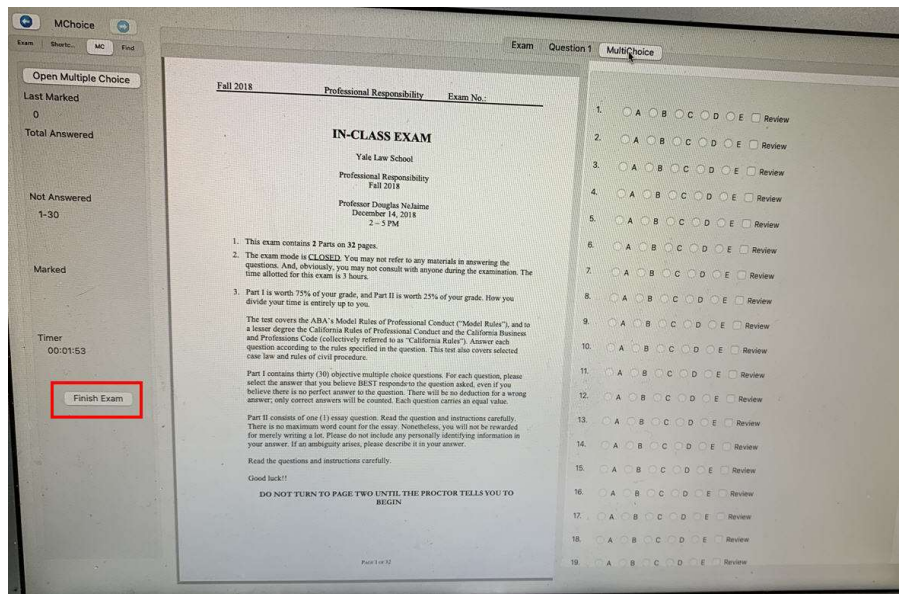 MChoice
Exam Shortc... MC Find
Open Multiple Choice
Last Marked
0
Total Answered
Not Answered
1-30
Marked
Timer
00:01:53
Finish Exam
Exam Question 1 MultiChoice
Fall 2018 Professional Responsibility Exam No.:
IN-CLASS EXAM
Yale Law School
Professional Responsibility
Fall 2018
Professor Douglas NeJaime
December 14, 2018
2 – 5 PM
1. This exam contains 2 Parts on 32 pages.
2. The exam mode is CLOSED. You may not refer to any materials in answering the
questions. And, obviously, you may not consult with anyone during the examination. The
time allotted for this exam is 3 hours.
3. Part I is worth 75% of your grade, and Part II is worth 25% of your grade. How you
divide your time is entirely up to you.
The test covers the ABA's Model Rules of Professional Conduct ("Model Rules"), and to
a lesser degree the California Rules of Professional Conduct and the California Business
and Professions Code (collectively referred to as "California Rules"). Answer each
question according to the rules specified in the question. This test also covers selected
case law and rules of civil procedure.
Part I contains thirty (30) objective multiple choice questions. For each question, please
select the answer that you believe BEST responds to the question asked, even if you
believe there is no perfect answer to the question. There will be no deduction for a wrong
answer; only correct answers will be counted. Each question carries an equal value.
Part II consists of one (1) essay question. Read the question and instructions carefully.
There is no maximum word count for the essay. Nonetheless, you will not be rewarded
for merely writing a lot. Please do not include any personally identifying information in
your answer. If an ambiguity arises, please describe it in your answer.
Read the questions and instructions carefully.
Good luck!!
DO NOT TURN TO PAGE TWO UNTIL THE PROCTOR TELLS YOU TO
BEGIN
Page 1 of 32
1. A B C D E Review
2. A B C D E Review
3. A B C D E Review
4. A B C D E Review
5. A B C D E Review
6. A B C D E Review
7. A B C D E Review
8. A B C D E Review
9. A B C D E Review
10. A B C D E Review
11. A B C D E Review
12. A B C D E Review
13. A B C D E Review
14. A B C D E Review
15. A B C D E Review
16. A B C D E Review
17. A B C D E Review
18. A B C D E Review
19. A B C D E Review